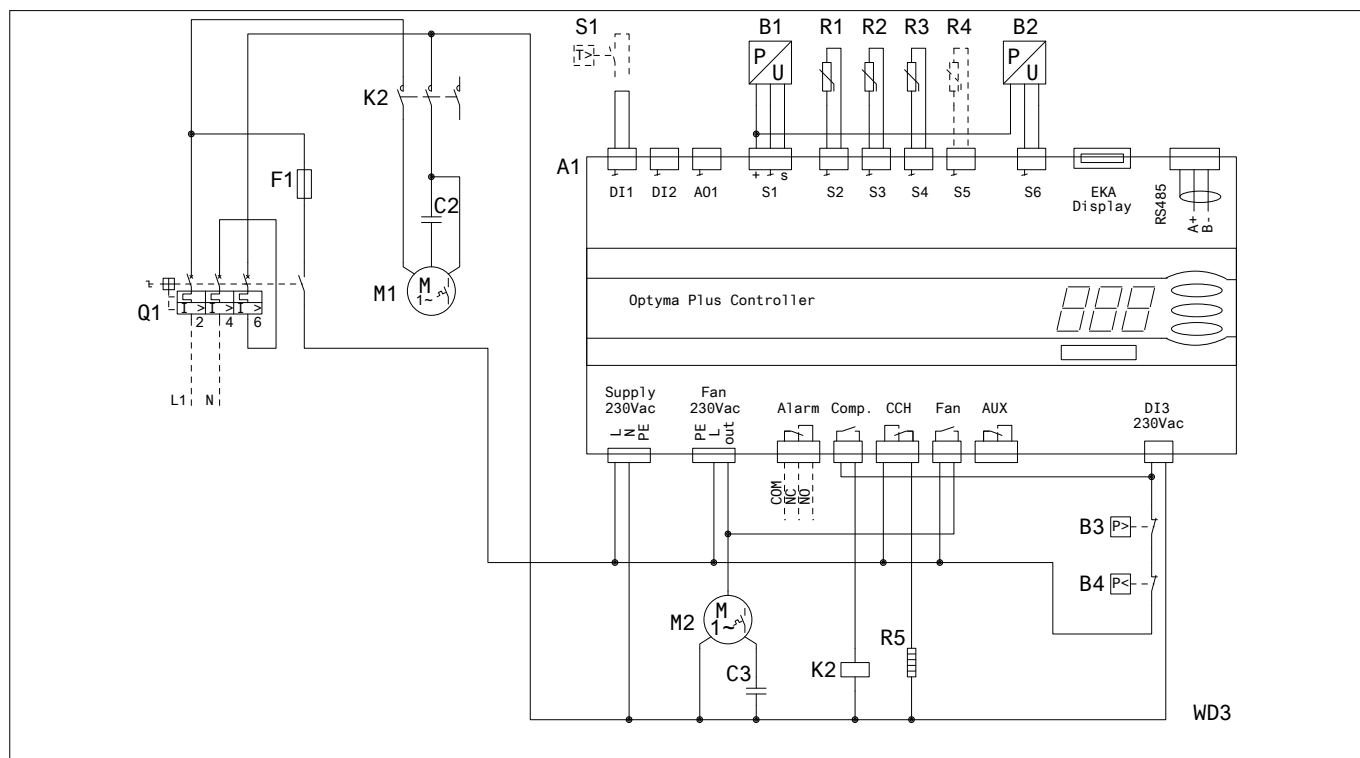 S1
B1
R1
R2
R3
R4
B2
T>
P
U
P
U
K2
A1
F1
DI1
DI2
AO1
+
S
S1
S2
S3
S4
S5
S6
EKA
Display
RS485
A+
B-
C2
M1
M
1~
Q1
I > I > I >
2
4
6
L1
N
Optyma Plus Controller
Supply
230Vac
Fan
230Vac
Alarm
Comp.
CCH
Fan
AUX
DI3
230Vac
L
N
PE
PE
L
out
COM
NC
NO
B3
P>
B4
P<
M2
M
1~
C3
K2
R5
WD3